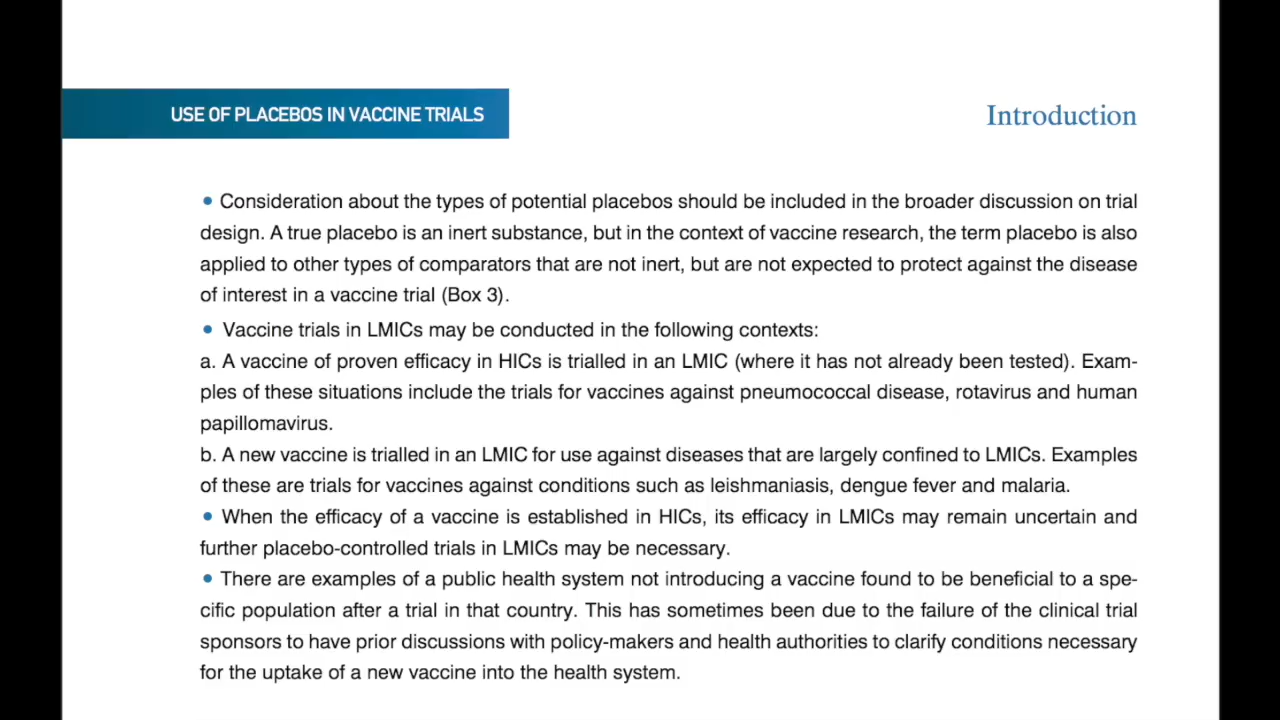 USE OF PLACEBOS IN VACCINE TRIALS
Introduction
• Consideration about the types of potential placebos should be included in the broader discussion on trial
design. A true placebo is an inert substance, but in the context of vaccine research, the term placebo is also
applied to other types of comparators that are not inert, but are not expected to protect against the disease
of interest in a vaccine trial (Box 3).
• Vaccine trials in LMICs may be conducted in the following contexts:
a. A vaccine of proven efficacy in HICs is trialled in an LMIC (where it has not already been tested). Exam-
ples of these situations include the trials for vaccines against pneumococcal disease, rotavirus and human
papillomavirus.
b. A new vaccine is trialled in an LMIC for use against diseases that are largely confined to LMICs. Examples
of these are trials for vaccines against conditions such as leishmaniasis, dengue fever and malaria.
• When the efficacy of a vaccine is established in HICs, its efficacy in LMICs may remain uncertain and
further placebo-controlled trials in LMICs may be necessary.
• There are examples of a public health system not introducing a vaccine found to be beneficial to a spe-
cific population after a trial in that country. This has sometimes been due to the failure of the clinical trial
sponsors to have prior discussions with policy-makers and health authorities to clarify conditions necessary
for the uptake of a new vaccine into the health system.